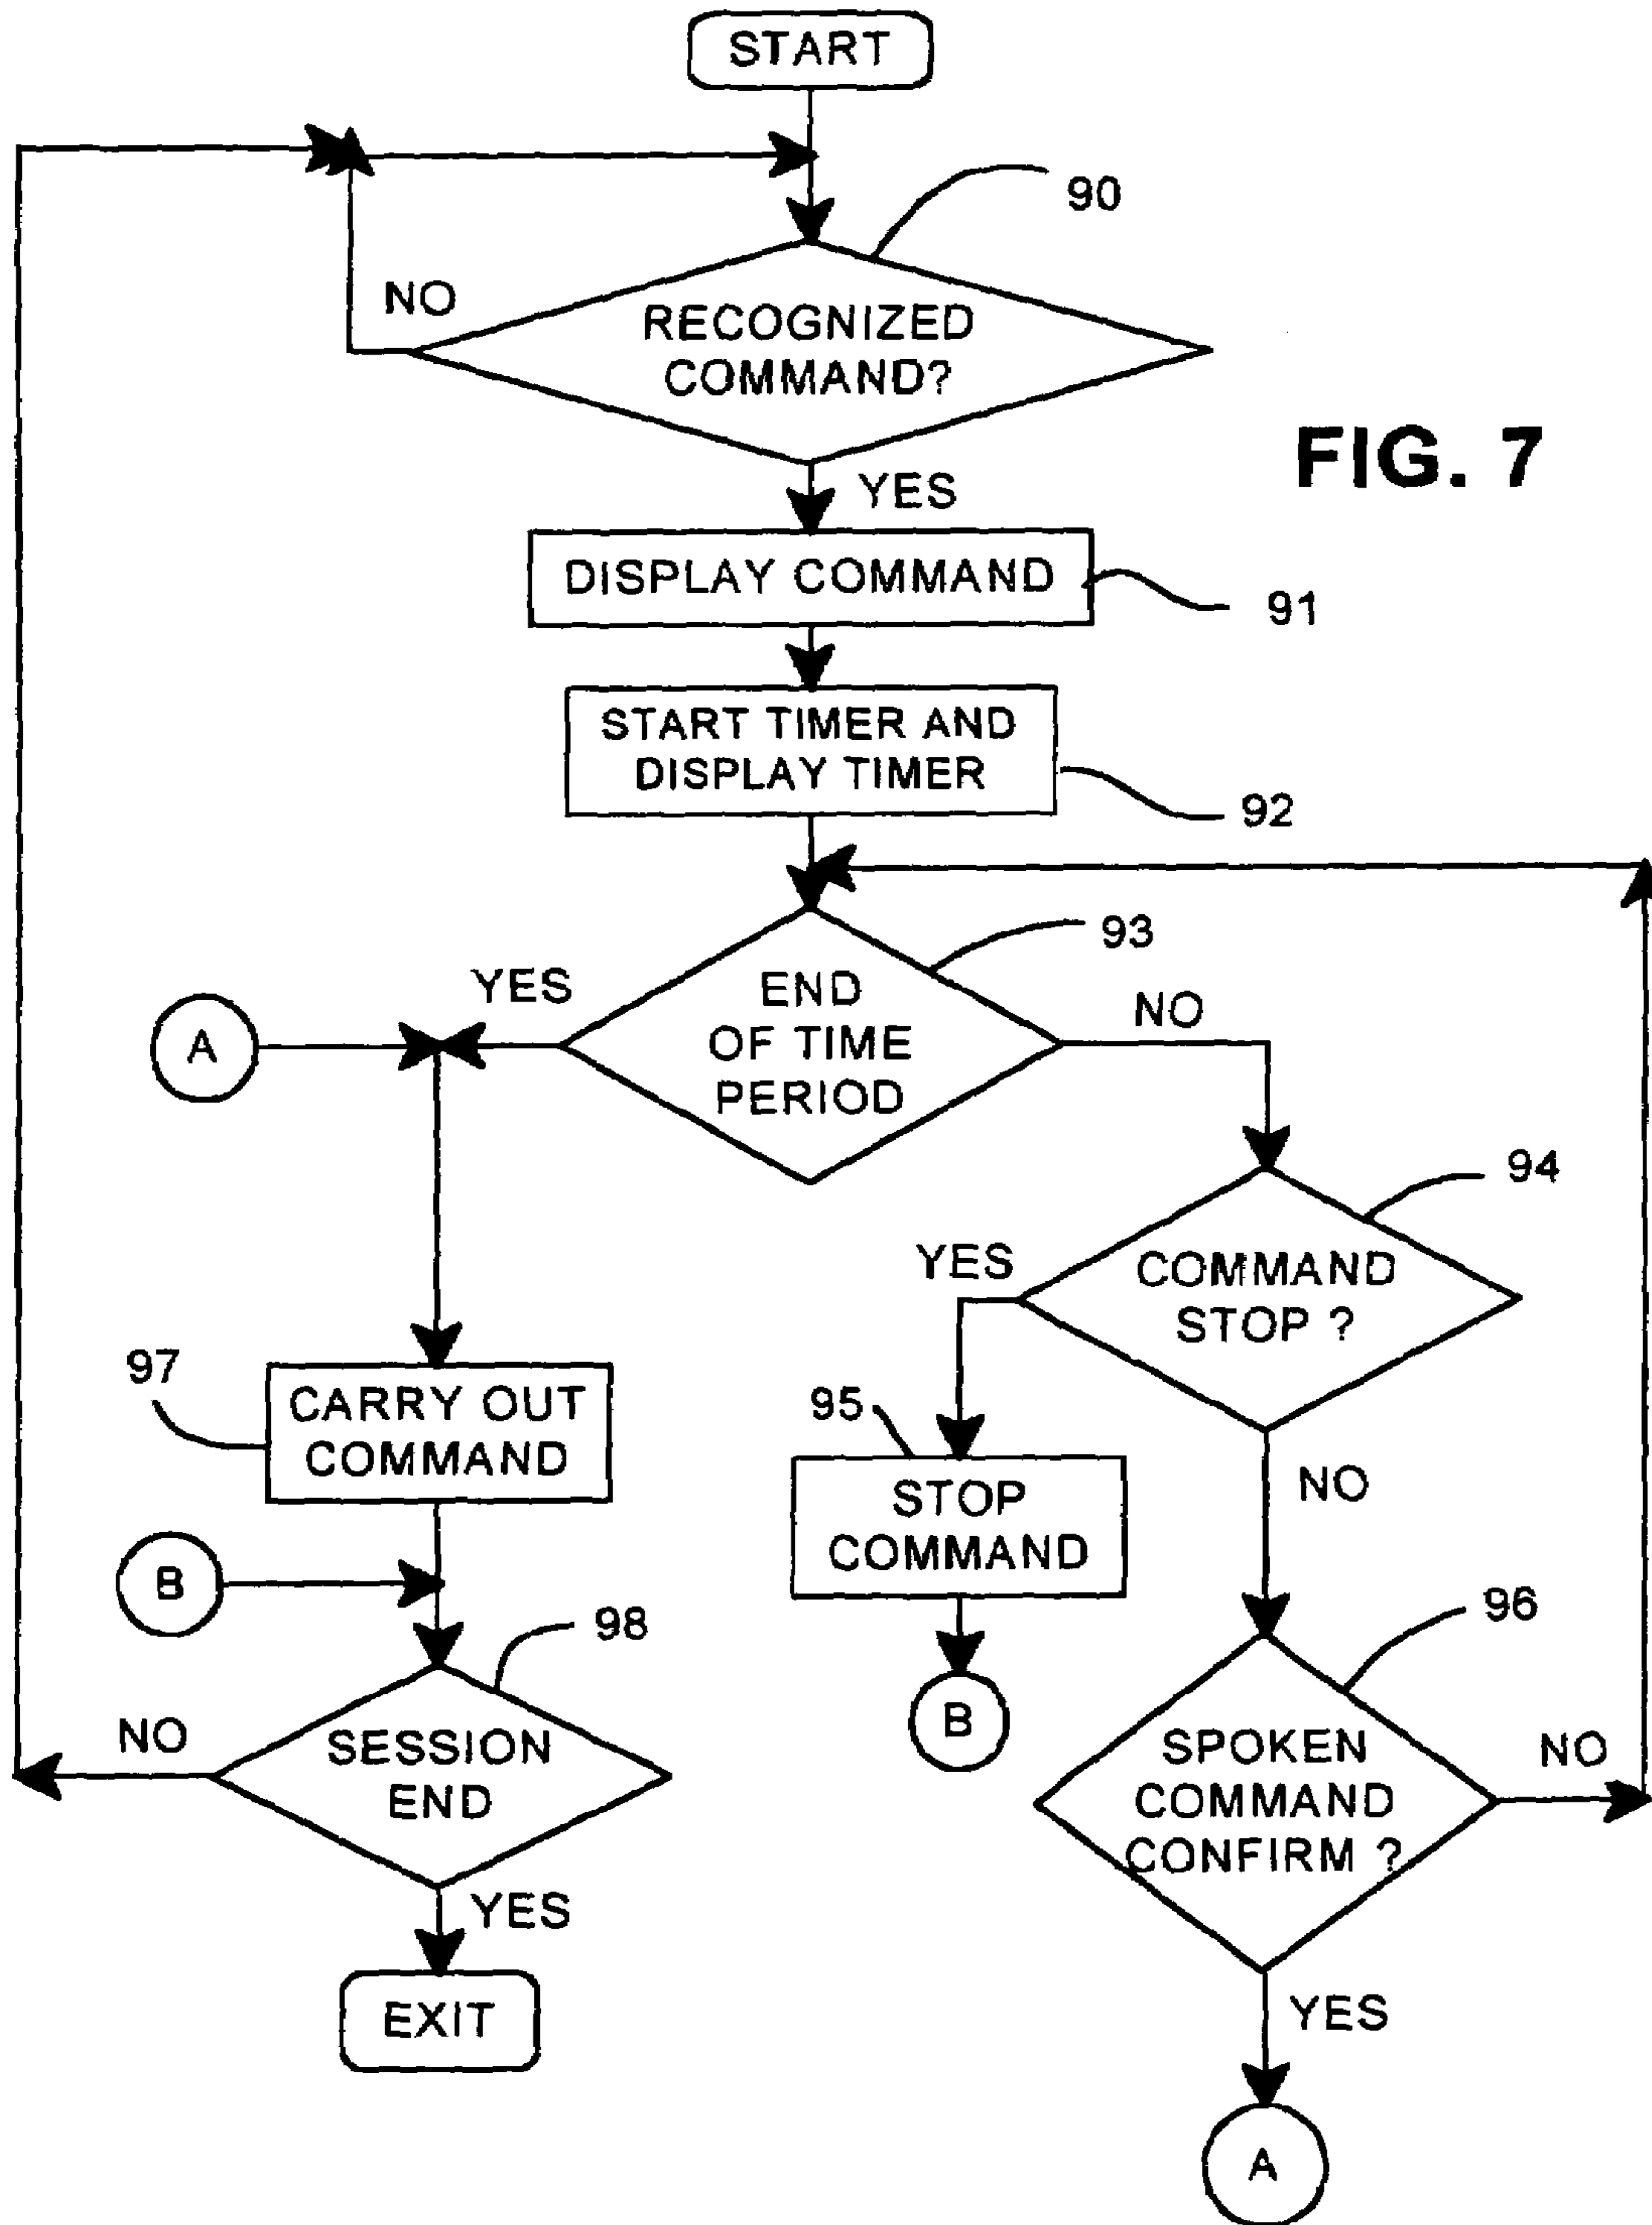 START
90
NO
RECOGNIZED
COMMAND?
FIG. 7
YES
DISPLAY COMMAND
91
START TIMER AND
DISPLAY TIMER
92
93
YES
END
OF TIME
PERIOD
NO
A
94
YES
COMMAND
STOP ?
97
CARRY OUT
COMMAND
95
STOP
COMMAND
NO
B
98
96
NO
SESSION
END
B
SPOKEN
COMMAND
CONFIRM ?
NO
YES
EXIT
YES
A